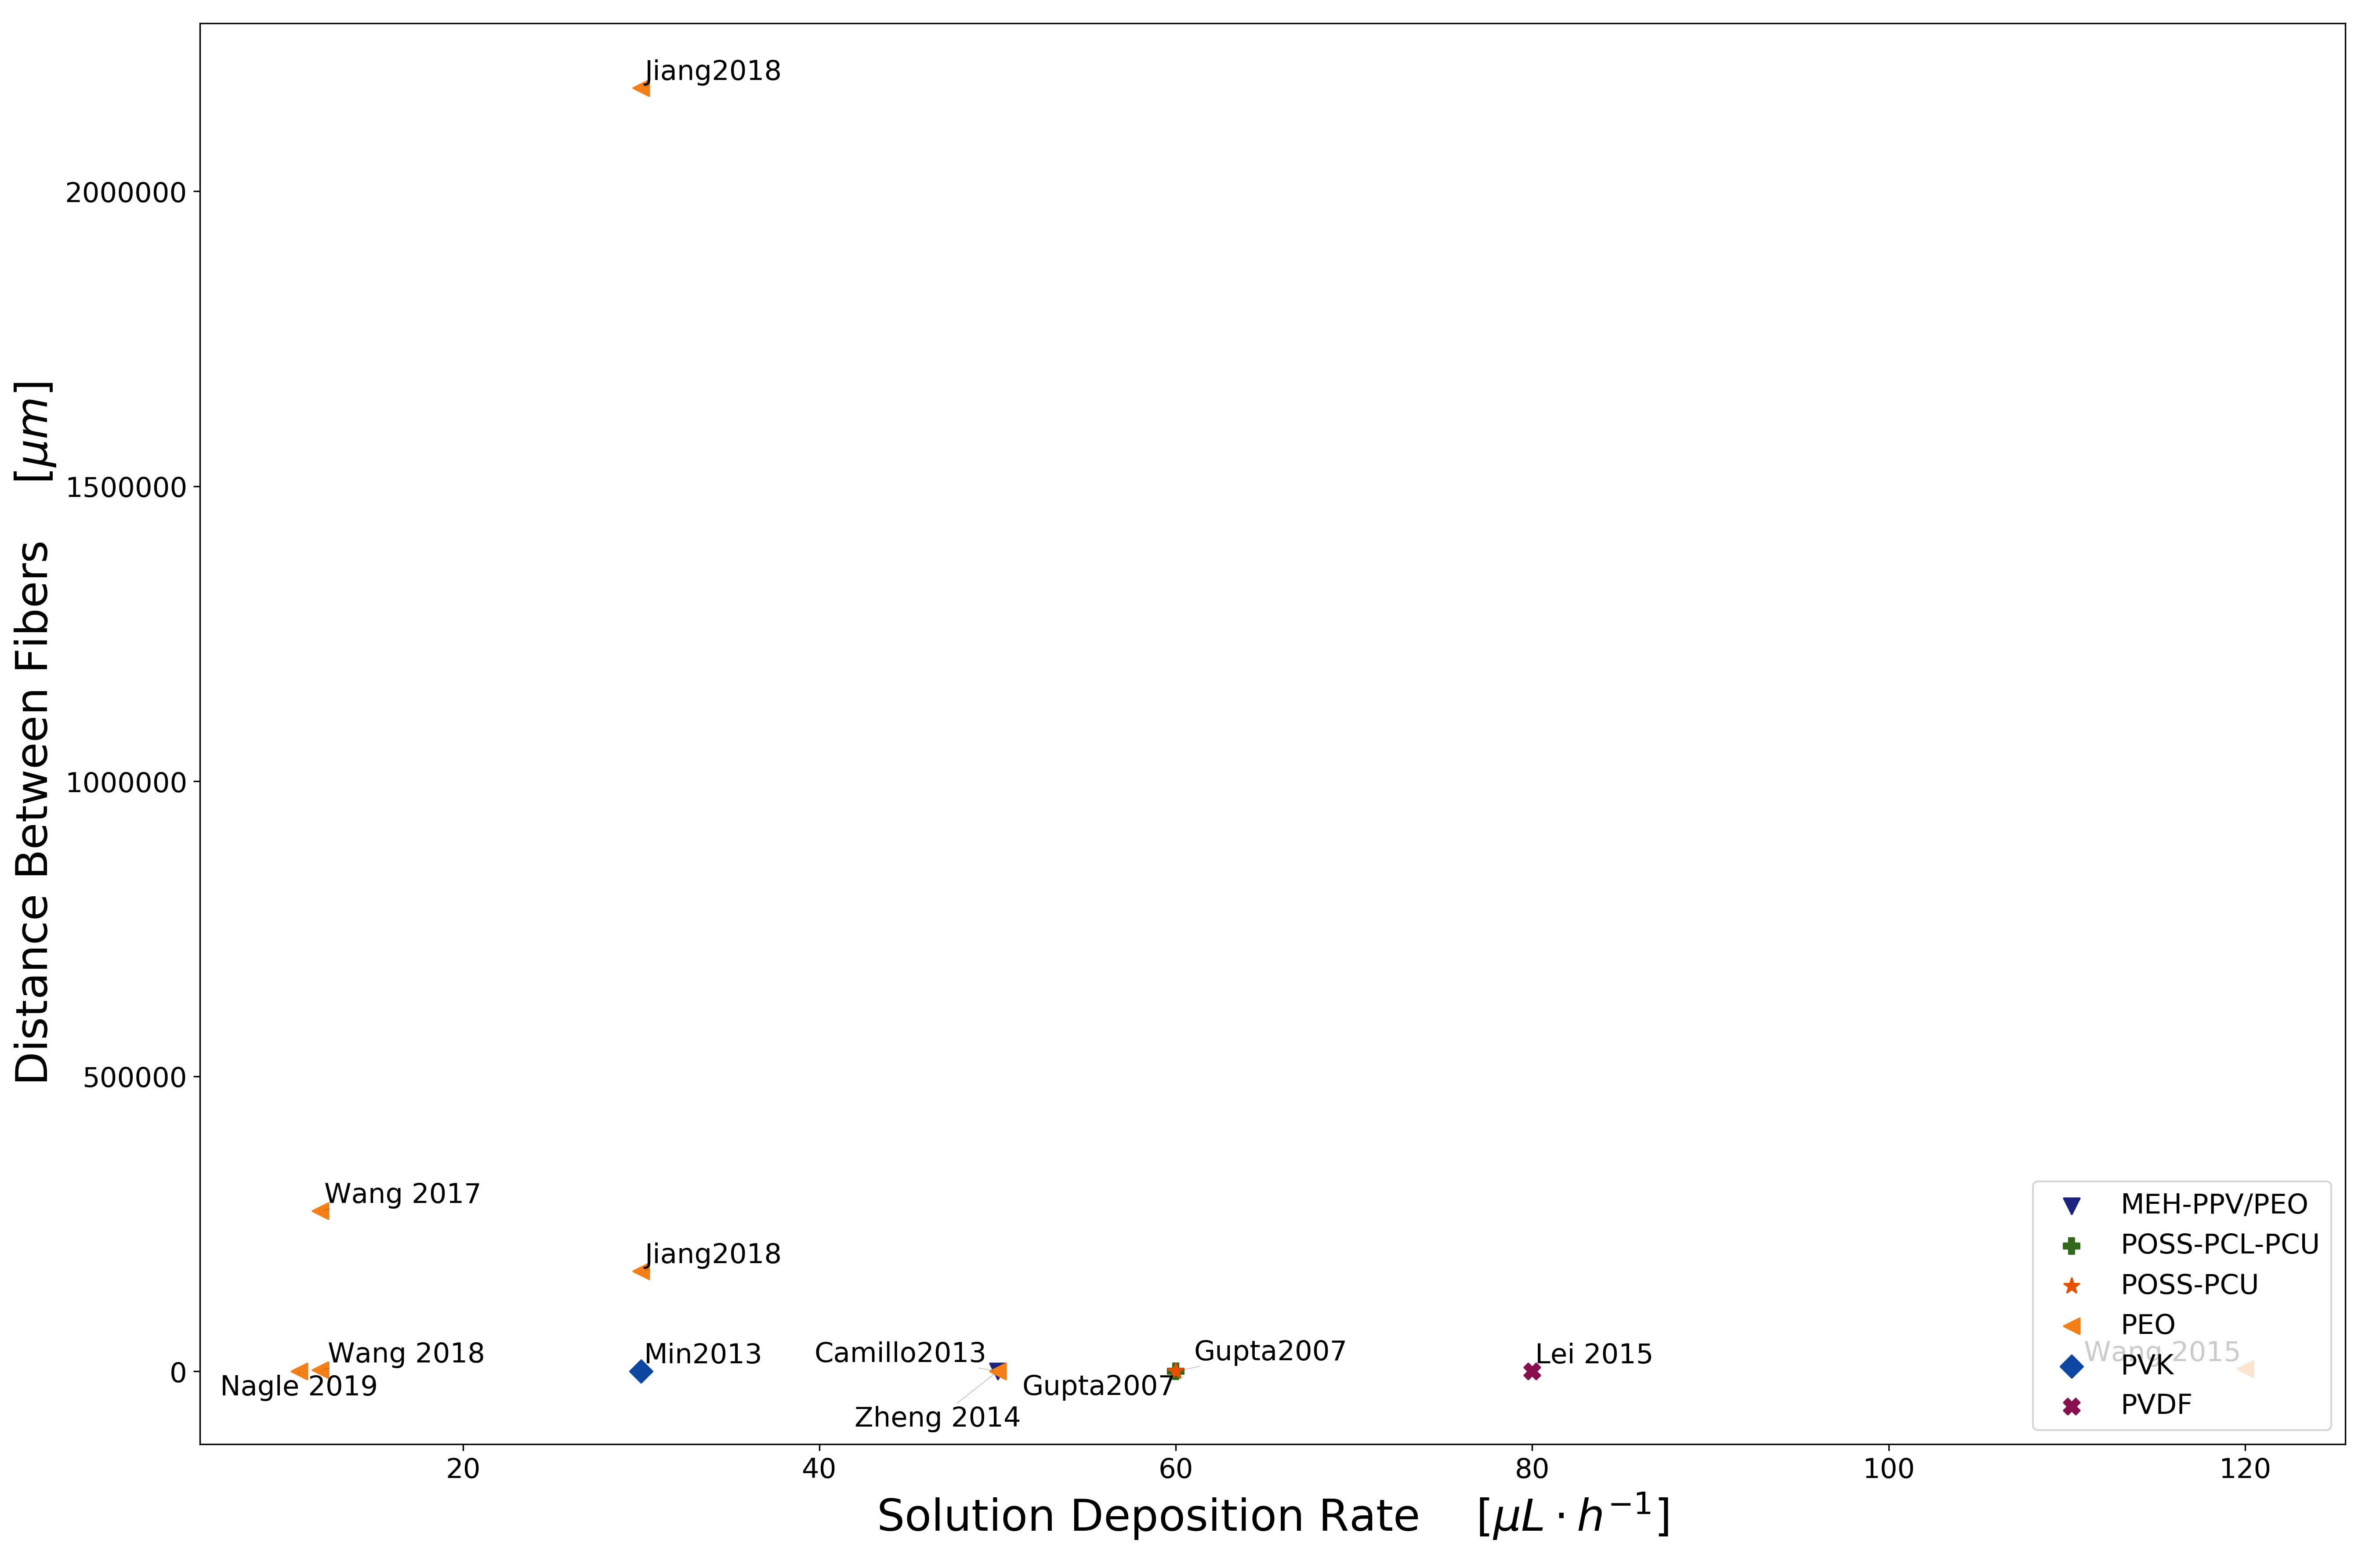 Jiang2018
2000000
1500000
1000000
500000
0
Distance Between Fibers [μm]
Wang 2017
Jiang2018
Wang 2018
Nagle 2019
Min2013
Camillo2013
Zheng 2014
Gupta2007
Gupta2007
Lei 2015
Wang 2015
MEH-PPV/PEO
POSS-PCL-PCU
POSS-PCU
PEO
PVK
PVDF
20 40 60 80 100 120
Solution Deposition Rate [μL · h⁻¹]